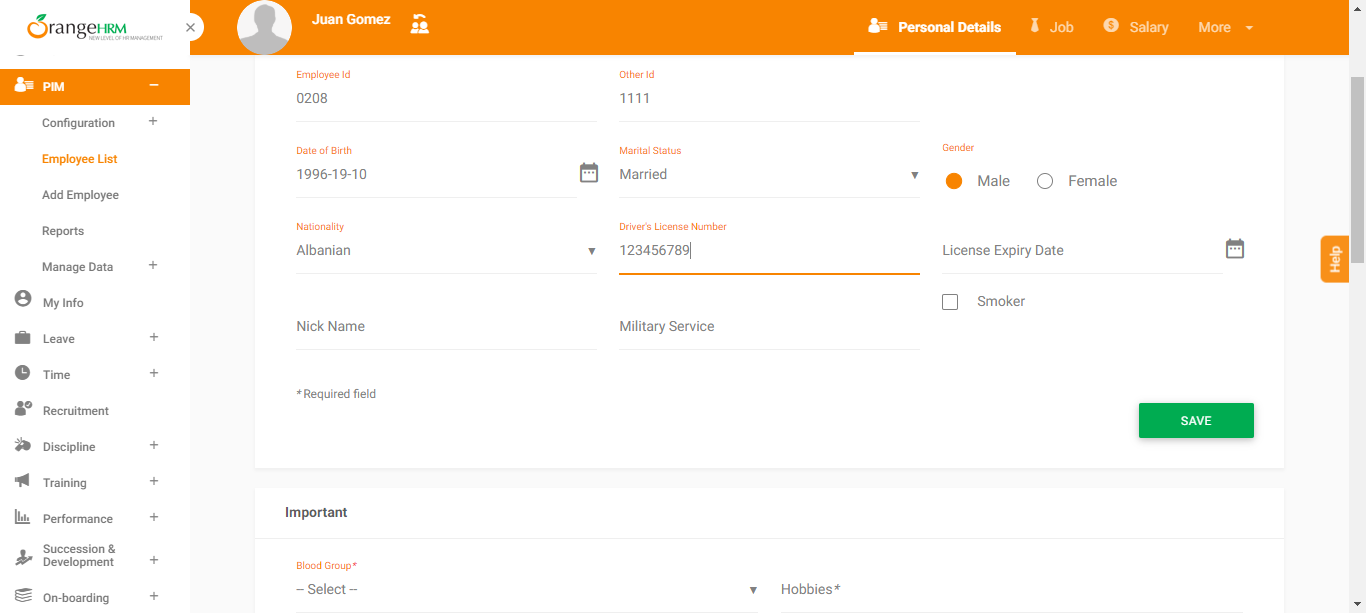 OrangeHRM
NEW LEVEL OF HR MANAGEMENT
Juan Gomez
Personal Details
Job
Salary
More
PIM
Configuration
Employee List
Add Employee
Reports
Manage Data
My Info
Leave
Time
Recruitment
Discipline
Training
Performance
Succession &
Development
On-boarding
Employee Id
Other Id
0208
1111
Date of Birth
Marital Status
Gender
1996-19-10
Married
Male
Female
Nationality
Driver's License Number
Albanian
123456789
License Expiry Date
Smoker
Nick Name
Military Service
* Required field
SAVE
Important
Blood Group*
-- Select --
Hobbies*
Help